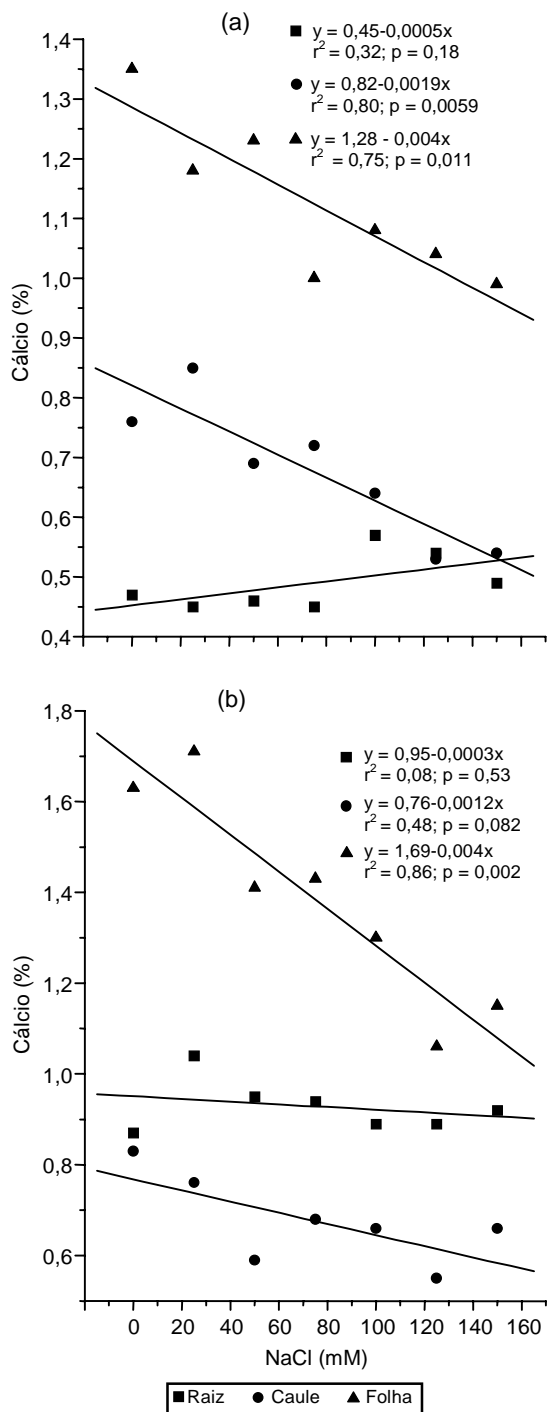 (a)
y = 0,45-0,0005x
r² = 0,32; p = 0,18
y = 0,82-0,0019x
r² = 0,80; p = 0,0059
y = 1,28 - 0,004x
r² = 0,75; p = 0,011
1,4
1,3
1,2
1,1
1,0
0,9
0,8
0,7
0,6
0,5
0,4
Cálcio (%)
(b)
y = 0,95-0,0003x
r² = 0,08; p = 0,53
y = 0,76-0,0012x
r² = 0,48; p = 0,082
y = 1,69-0,004x
r² = 0,86; p = 0,002
1,8
1,6
1,4
1,2
1,0
0,8
0,6
Cálcio (%)
0 20 40 60 80 100 120 140 160
NaCl (mM)
Raiz Caule Folha